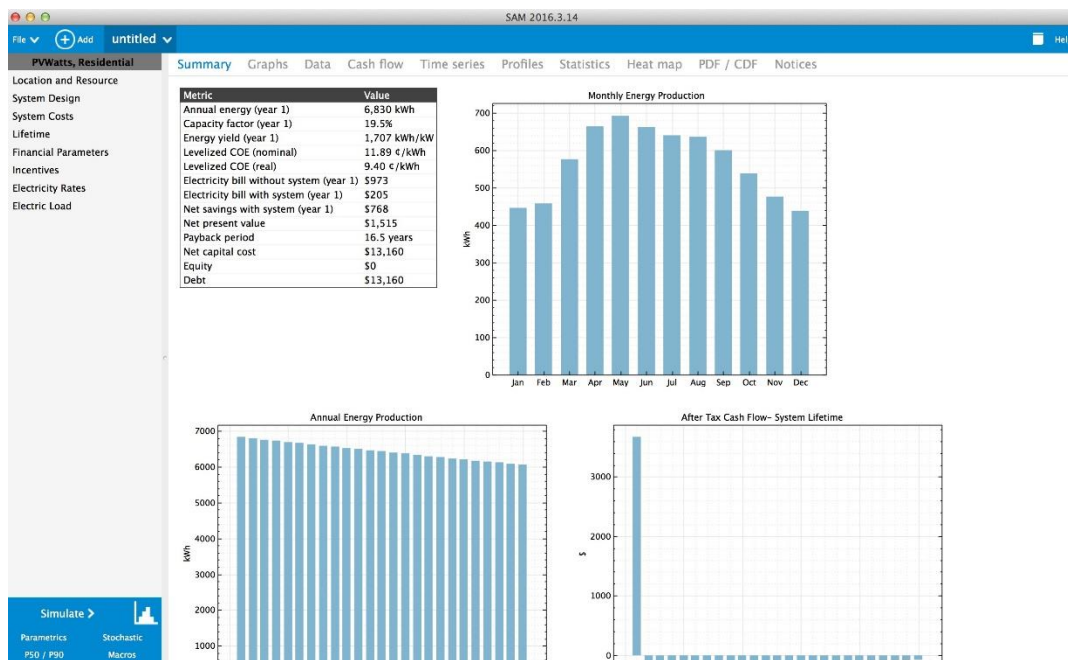 SAM 2016.3.14
File Add untitled Hel
PVWatts, Residential
Location and Resource
System Design
System Costs
Lifetime
Financial Parameters
Incentives
Electricity Rates
Electric Load
Simulate >
Parametrics Stochastic
P50 / P90 Macros
Summary Graphs Data Cash flow Time series Profiles Statistics Heat map PDF / CDF Notices
Metric Value
Annual energy (year 1) 6,830 kWh
Capacity factor (year 1) 19.5%
Energy yield (year 1) 1,707 kWh/kW
Levelized COE (nominal) 11.89 ¢/kWh
Levelized COE (real) 9.40 ¢/kWh
Electricity bill without system (year 1) $973
Electricity bill with system (year 1) $205
Net savings with system (year 1) $768
Net present value $1,515
Payback period 16.5 years
Net capital cost $13,160
Equity $0
Debt $13,160
Monthly Energy Production
700
600
500
400
300
200
100
0
kWh
Jan Feb Mar Apr May Jun Jul Aug Sep Oct Nov Dec
Annual Energy Production
7000
6000
5000
4000
3000
2000
1000
kWh
After Tax Cash Flow- System Lifetime
3000
2000
1000
0
$